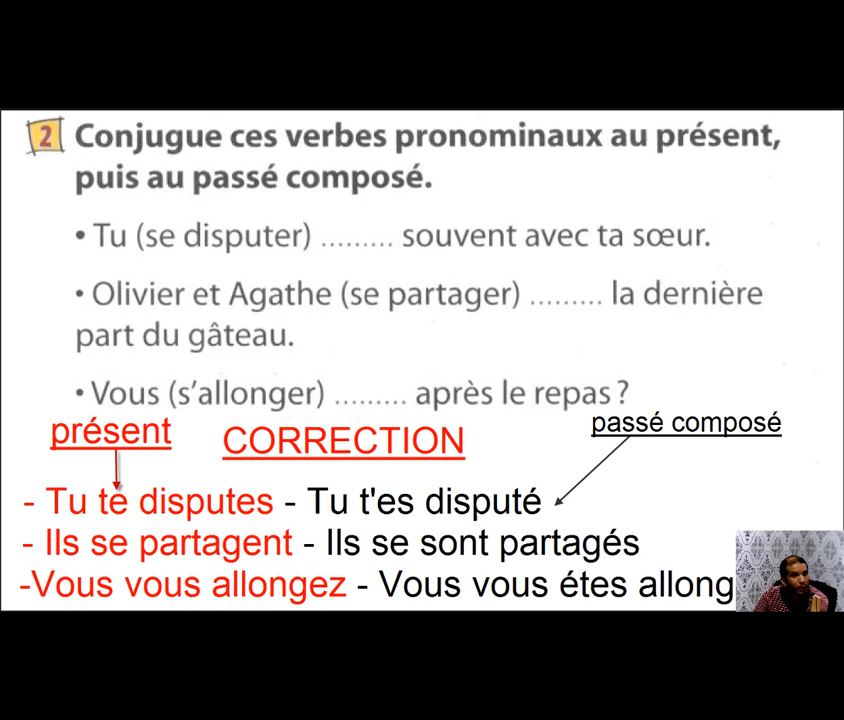 2 Conjugue ces verbes pronominaux au présent,
puis au passé composé.
• Tu (se disputer) ......... souvent avec ta sœur.
• Olivier et Agathe (se partager) ......... la dernière
part du gâteau.
• Vous (s'allonger) ......... après le repas ?
présent CORRECTION passé composé
- Tu te disputes - Tu t'es disputé
- Ils se partagent - Ils se sont partagés
-Vous vous allongez - Vous vous étes allong